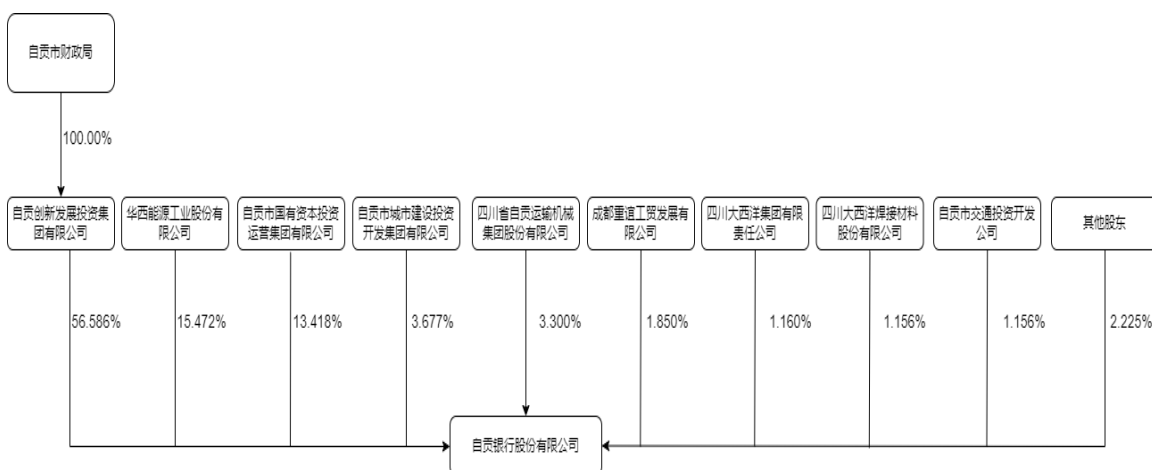 自贡市财政局
100.00%
自贡创新发展投资集
团有限公司
华西能源工业股份有
限公司
自贡市国有资本投资
运营集团有限公司
自贡市城市建设投资
开发集团有限公司
四川省自贡运输机械
集团股份有限公司
成都重谊工贸发展有
限公司
四川大西洋集团有限
责任公司
四川大西洋焊接材料
股份有限公司
自贡市交通投资开发
公司
其他股东
56.586%
15.472%
13.418%
3.677%
3.300%
1.850%
1.160%
1.156%
1.156%
2.225%
自贡银行股份有限公司